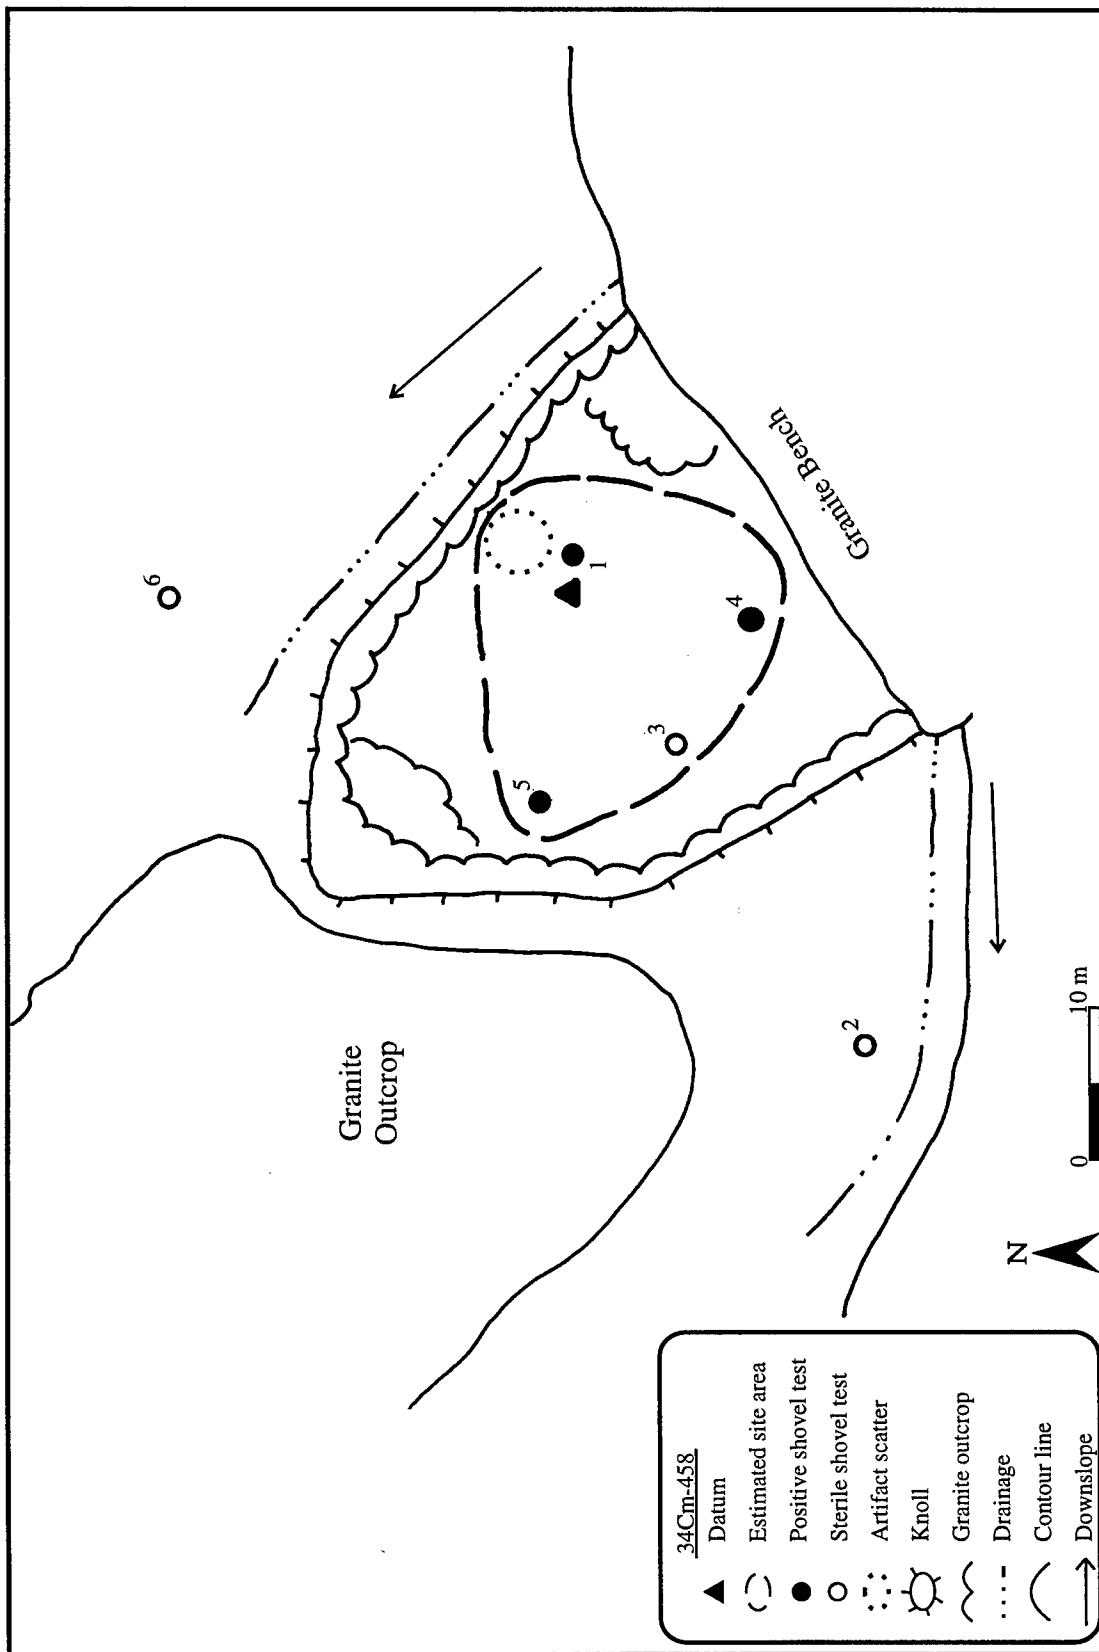 Granite
Outcrop
6
5
3
1
4
2
Granite Bench
N
0
10 m
34Cm-458
Datum
Estimated site area
Positive shovel test
Sterile shovel test
Artifact scatter
Knoll
Granite outcrop
Drainage
Contour line
Downslope